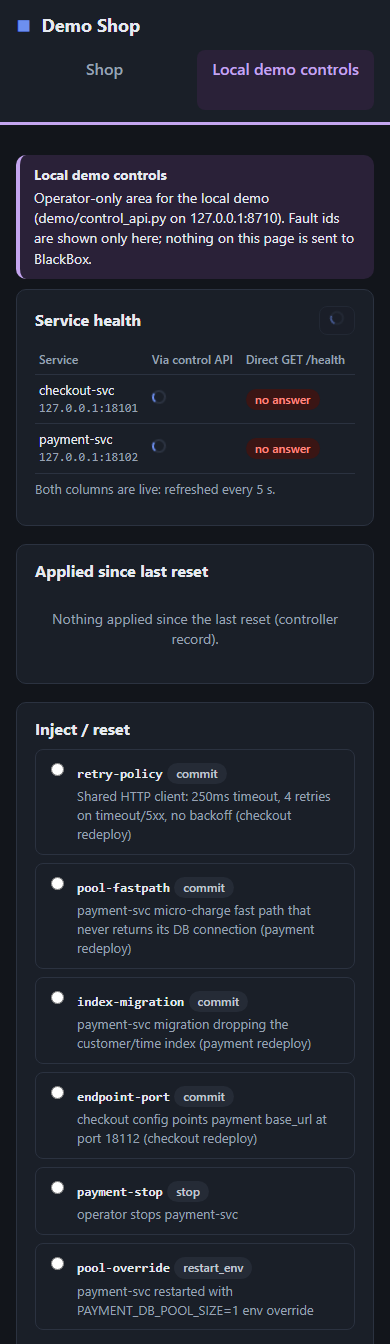 Demo Shop
Shop
Local demo controls
Local demo controls
Operator-only area for the local demo
(demo/control_api.py on 127.0.0.1:8710). Fault ids
are shown only here; nothing on this page is sent to
BlackBox.
Service health
Service Via control API Direct GET /health
checkout-svc
127.0.0.1:18101
no answer
payment-svc
127.0.0.1:18102
no answer
Both columns are live: refreshed every 5 s.
Applied since last reset
Nothing applied since the last reset (controller
record).
Inject / reset
retry-policy commit
Shared HTTP client: 250ms timeout, 4 retries
on timeout/5xx, no backoff (checkout
redeploy)
pool-fastpath commit
payment-svc micro-charge fast path that
never returns its DB connection (payment
redeploy)
index-migration commit
payment-svc migration dropping the
customer/time index (payment redeploy)
endpoint-port commit
checkout config points payment base_url at
port 18112 (checkout redeploy)
payment-stop stop
operator stops payment-svc
pool-override restart_env
payment-svc restarted with
PAYMENT_DB_POOL_SIZE=1 env override